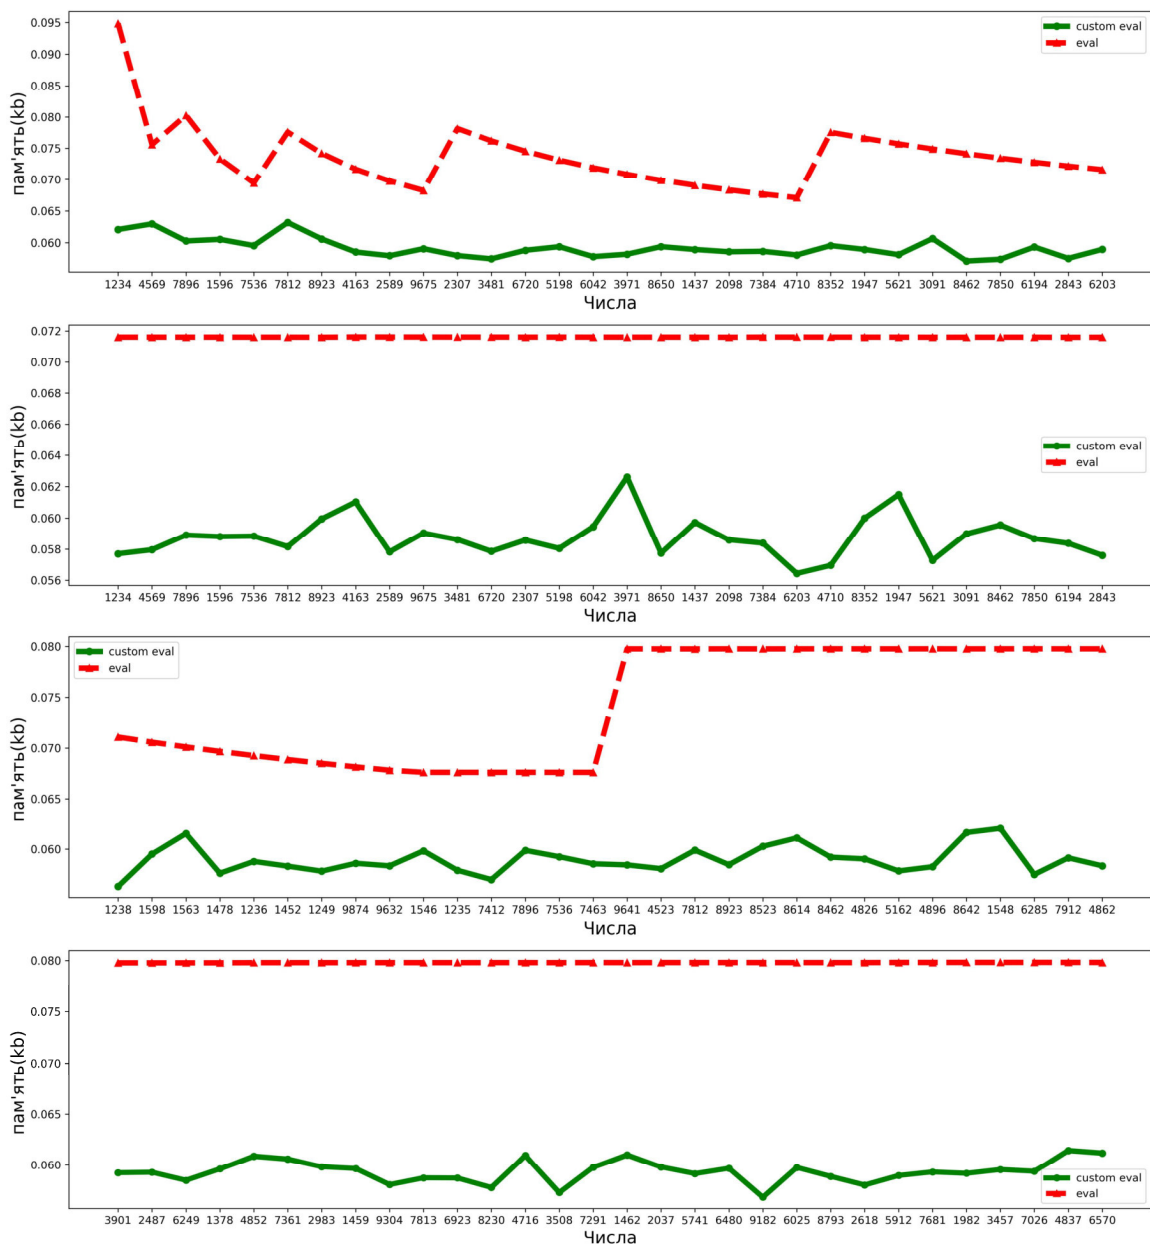 0.095
0.090
0.085
0.080
0.075
0.070
0.065
0.060
пам'ять(kb)
custom eval
eval
1234 4569 7896 1596 7536 7812 8923 4163 2589 9675 2307 3481 6720 5198 6042 3971 8650 1437 2098 7384 4710 8352 1947 5621 3091 8462 7850 6194 2843 6203
Числа
0.072
0.070
0.068
0.066
0.064
0.062
0.060
0.058
0.056
пам'ять(kb)
custom eval
eval
1234 4569 7896 1596 7536 7812 8923 4163 2589 9675 3481 6720 2307 5198 6042 3971 8650 1437 2098 7384 6203 4710 8352 1947 5621 3091 8462 7850 6194 2843
Числа
0.080
0.075
0.070
0.065
0.060
пам'ять(kb)
custom eval
eval
1238 1598 1563 1478 1236 1452 1249 9874 9632 1546 1235 7412 7896 7536 7463 9641 4523 7812 8923 8523 8614 8462 4826 5162 4896 8642 1548 6285 7912 4862
Числа
0.080
0.075
0.070
0.065
0.060
пам'ять(kb)
custom eval
eval
3901 2487 6249 1378 4852 7361 2983 1459 9304 7813 6923 8230 4716 3508 7291 1462 2037 5741 6480 9182 6025 8793 2618 5912 7681 1982 3457 7026 4837 6570
Числа